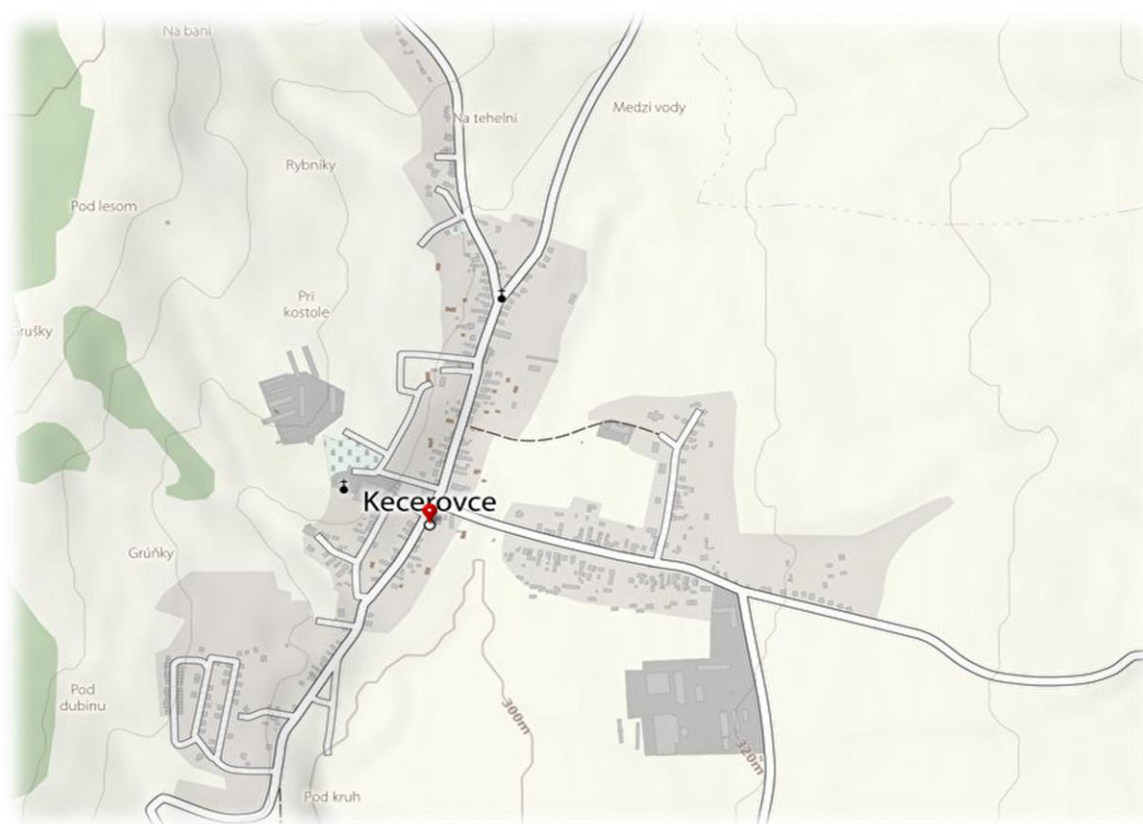 Na bani
Medzi vody
Na tehelni
Rybníky
Pod lesom
Pri
kostole
Grušky
Kecerovce
Grúňky
Pod
dubinu
300m
320m
Pod kruh